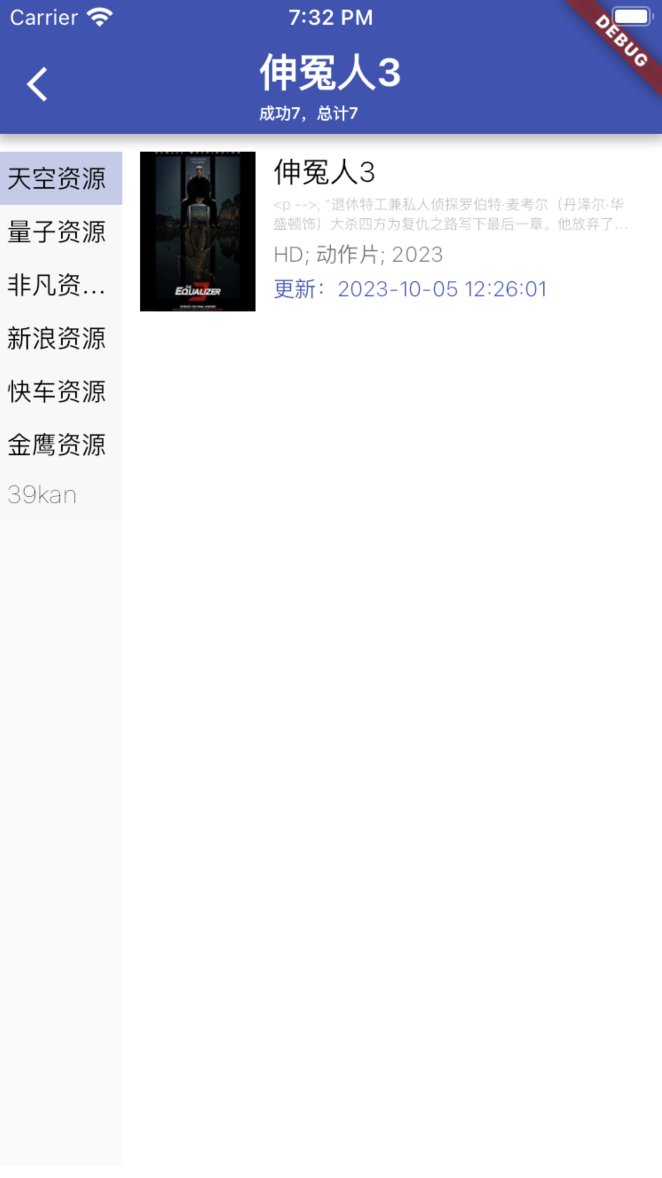 Carrier
7:32 PM
DEBUG
伸冤人3
成功7，总计7
天空资源
量子资源
非凡资...
新浪资源
快车资源
金鹰资源
39kan
THE
EQUALIZER
3
伸冤人3
<p -->, "退休特工兼私人侦探罗伯特·麦考尔（丹泽尔·华
盛顿饰）大杀四方为复仇之路写下最后一章。他放弃了...
HD; 动作片; 2023
更新：2023-10-05 12:26:01